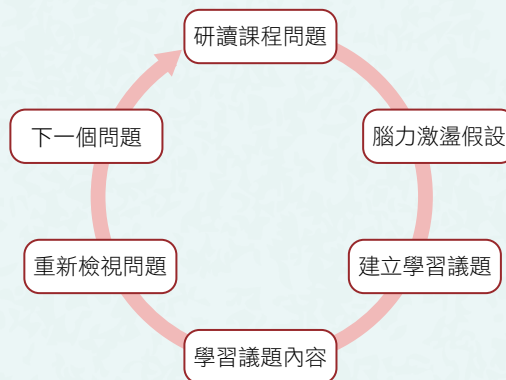 研讀課程問題
腦力激盪假設
建立學習議題
學習議題內容
重新檢視問題
下一個問題